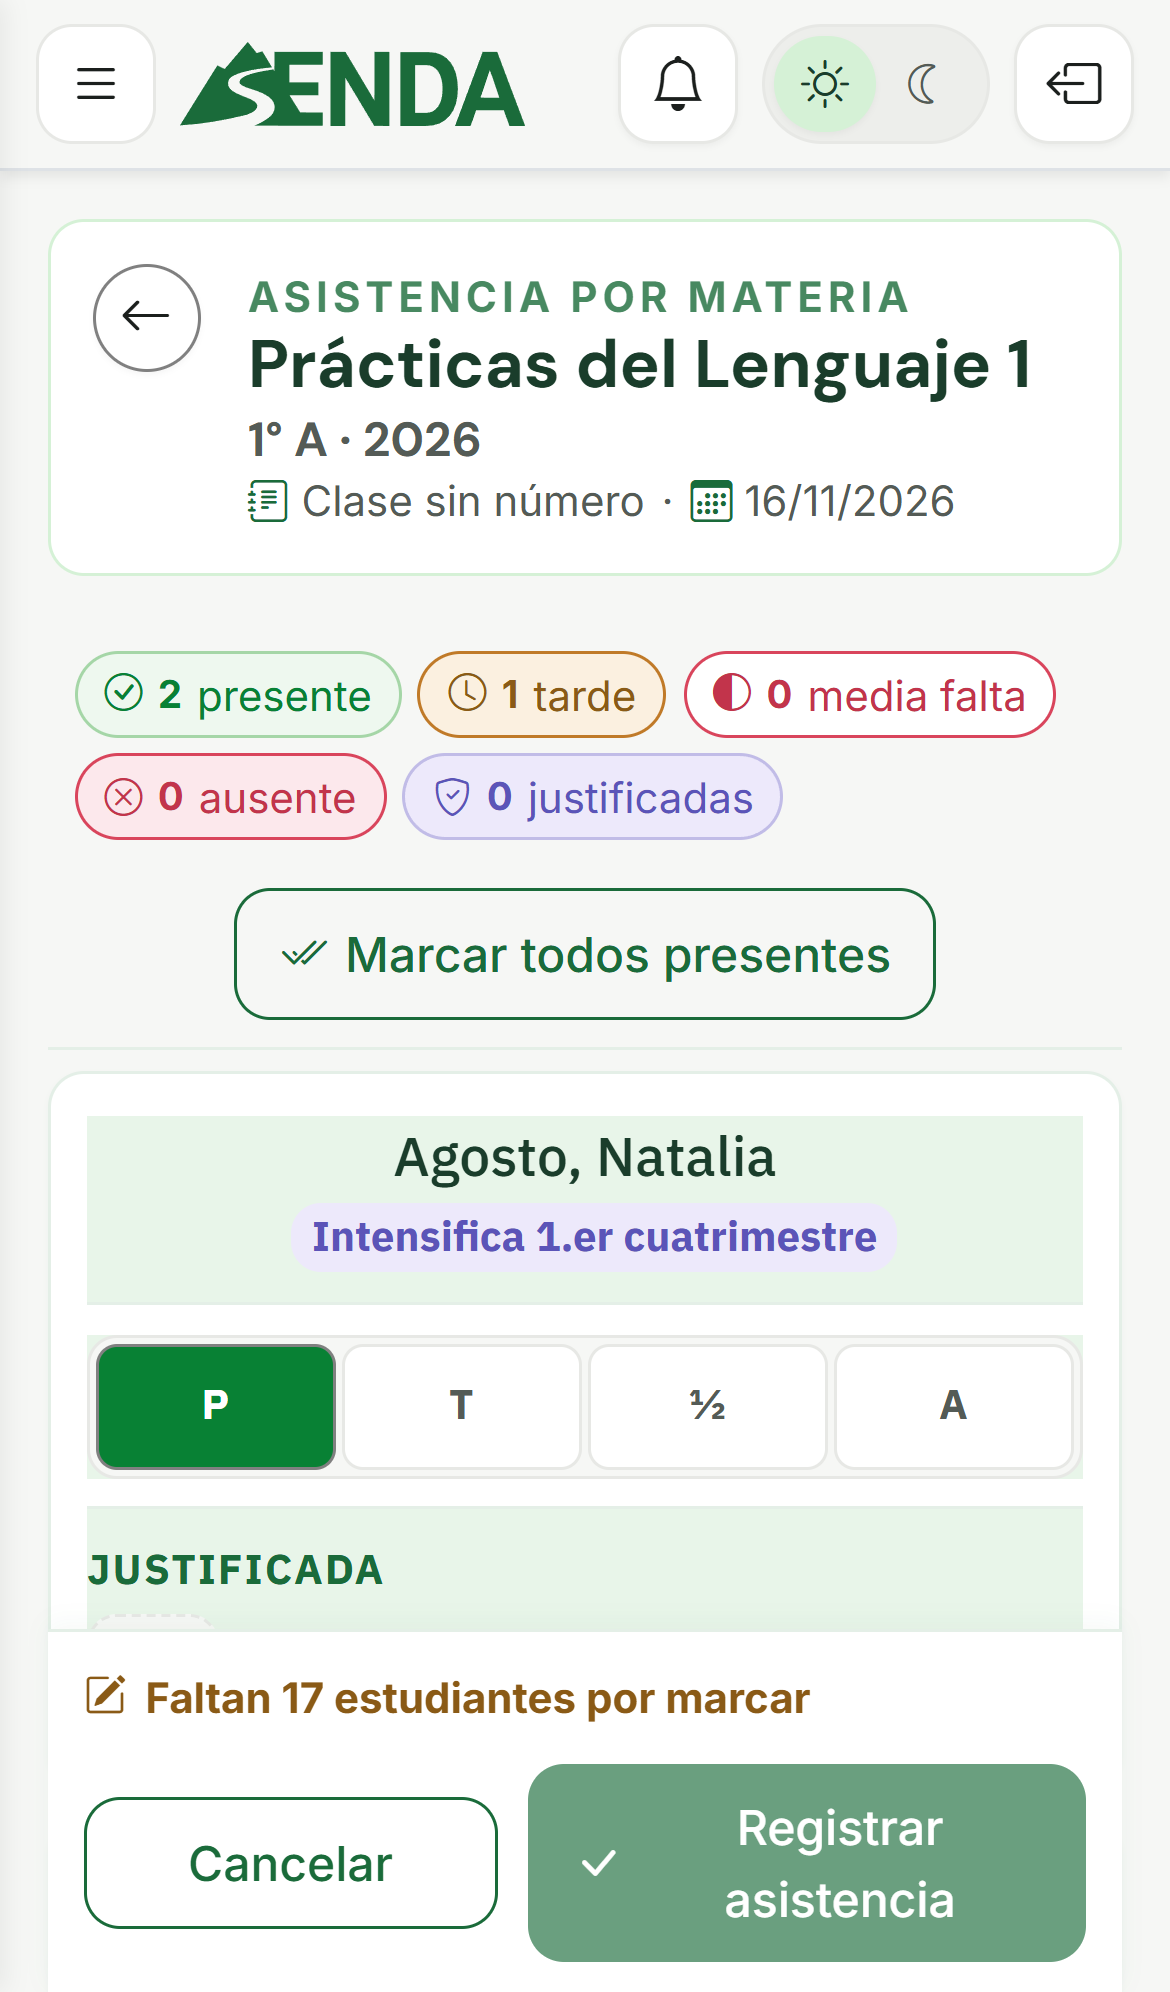 SENDA
ASISTENCIA POR MATERIA
Prácticas del Lenguaje 1
1° A · 2026
Clase sin número · 16/11/2026
2 presente 1 tarde 0 media falta
0 ausente 0 justificadas
Marcar todos presentes
Agosto, Natalia
Intensifica 1.er cuatrimestre
P T ½ A
JUSTIFICADA
Faltan 17 estudiantes por marcar
Cancelar
Registrar
asistencia